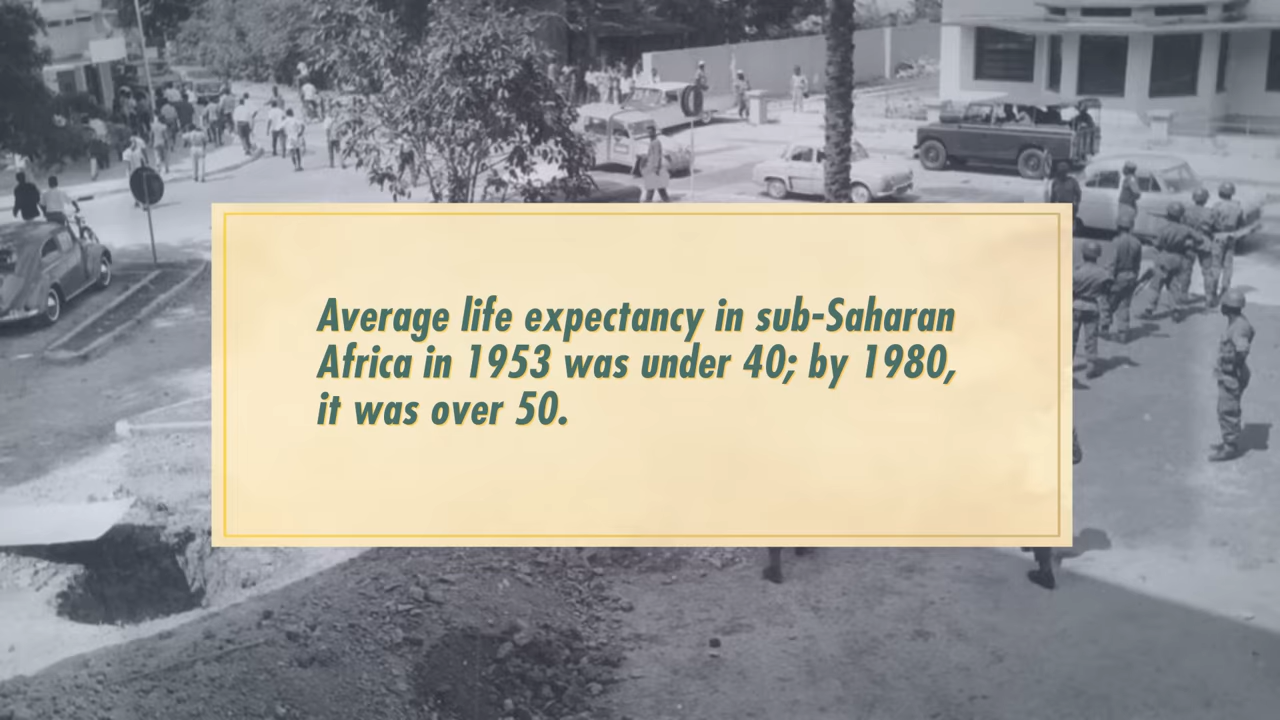 Average life expectancy in sub-Saharan
Africa in 1953 was under 40; by 1980,
it was over 50.